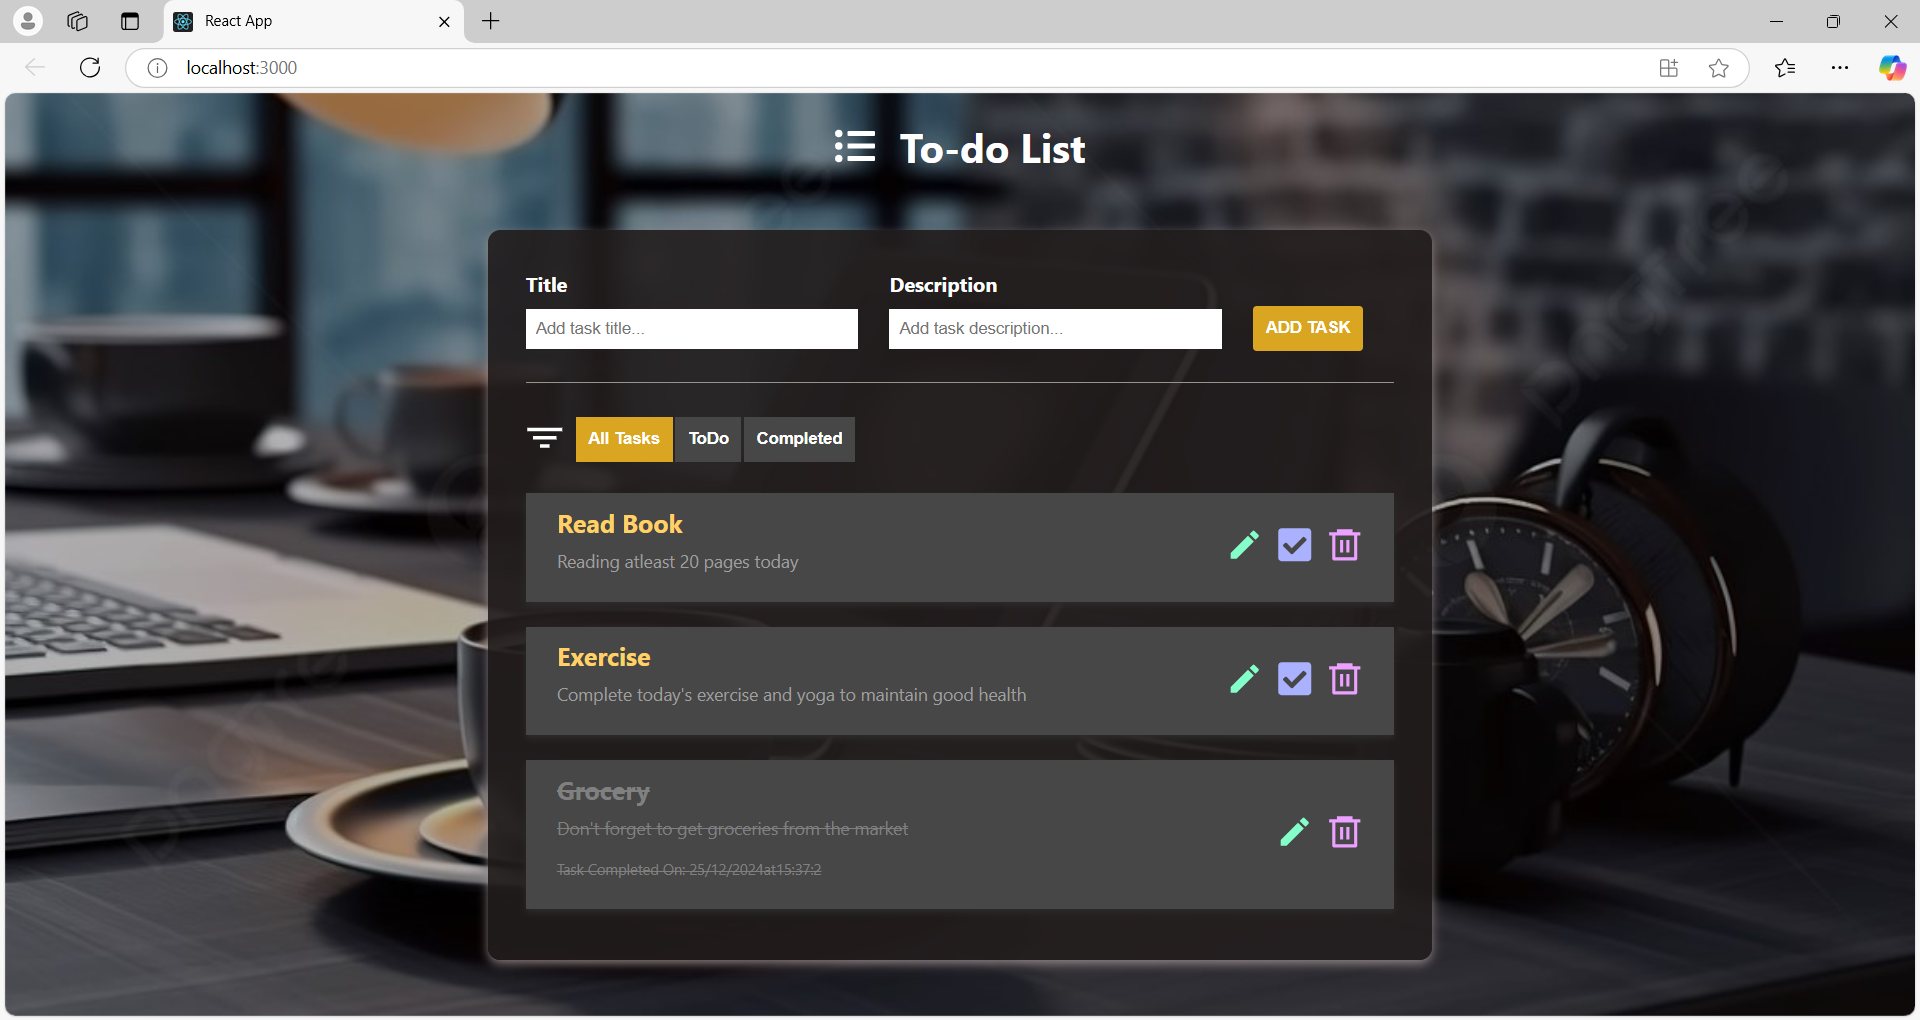 React App
localhost:3000
To-do List
Title
Description
Add task title...
Add task description...
ADD TASK
All Tasks
ToDo
Completed
Read Book
Reading atleast 20 pages today
Exercise
Complete today's exercise and yoga to maintain good health
Grocery
Don't forget to get groceries from the market
Task Completed On: 25/12/2024at15:37:2
pngtree